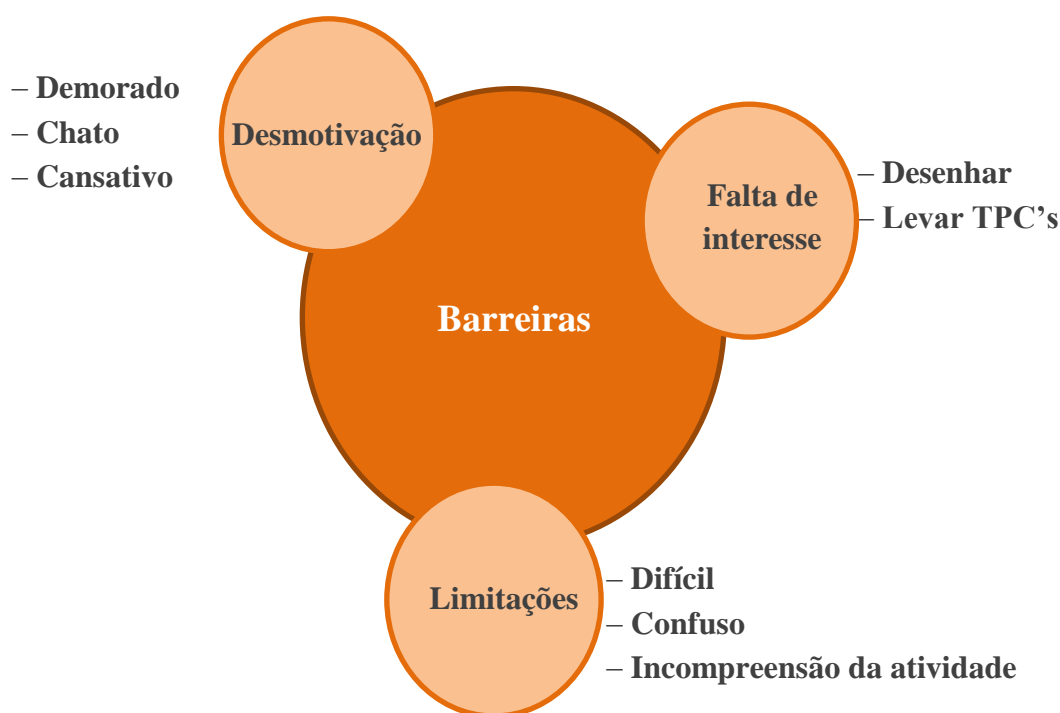 – Demorado
– Chato
– Cansativo
Desmotivação
Falta de
interesse
– Desenhar
– Levar TPC’s
Barreiras
Limitações
– Difícil
– Confuso
– Incompreensão da atividade